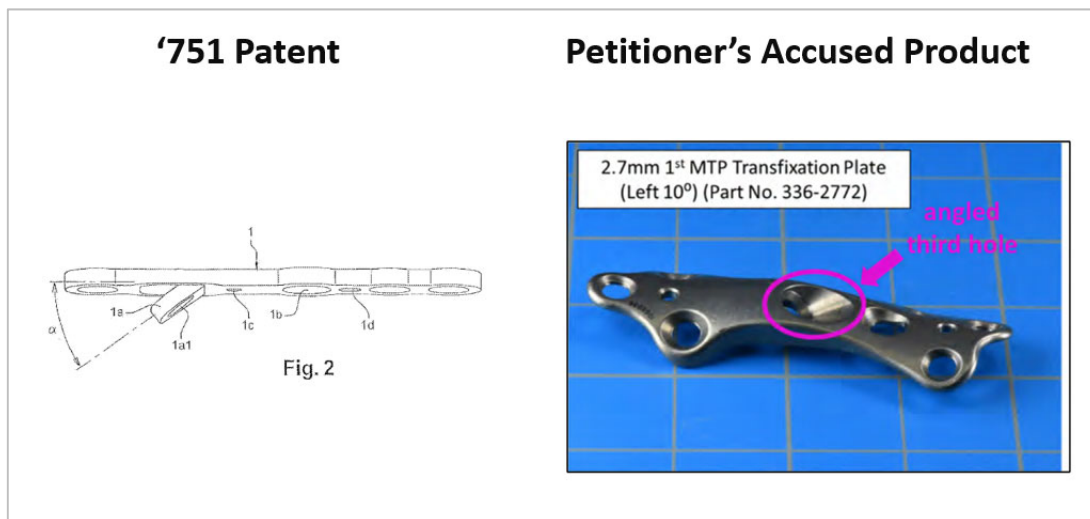 ‘751 Patent
Petitioner’s Accused Product
1
1a
1a1
1c
1b
1d
α
Fig. 2
2.7mm 1st MTP Transfixation Plate
(Left 10⁰) (Part No. 336-2772)
angled
third hole